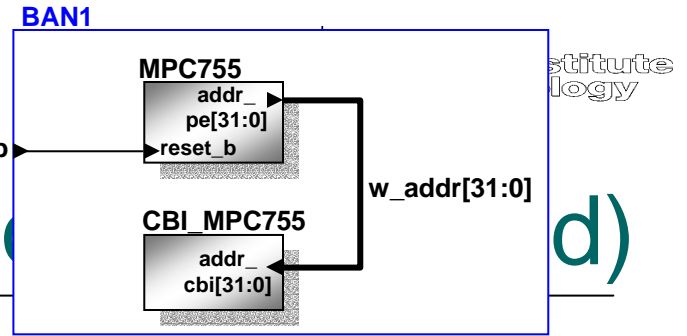 BAN1
MPC755
addr_
pe[31:0]
reset_b
w_addr[31:0]
CBI_MPC755
addr_
cbi[31:0]
d)